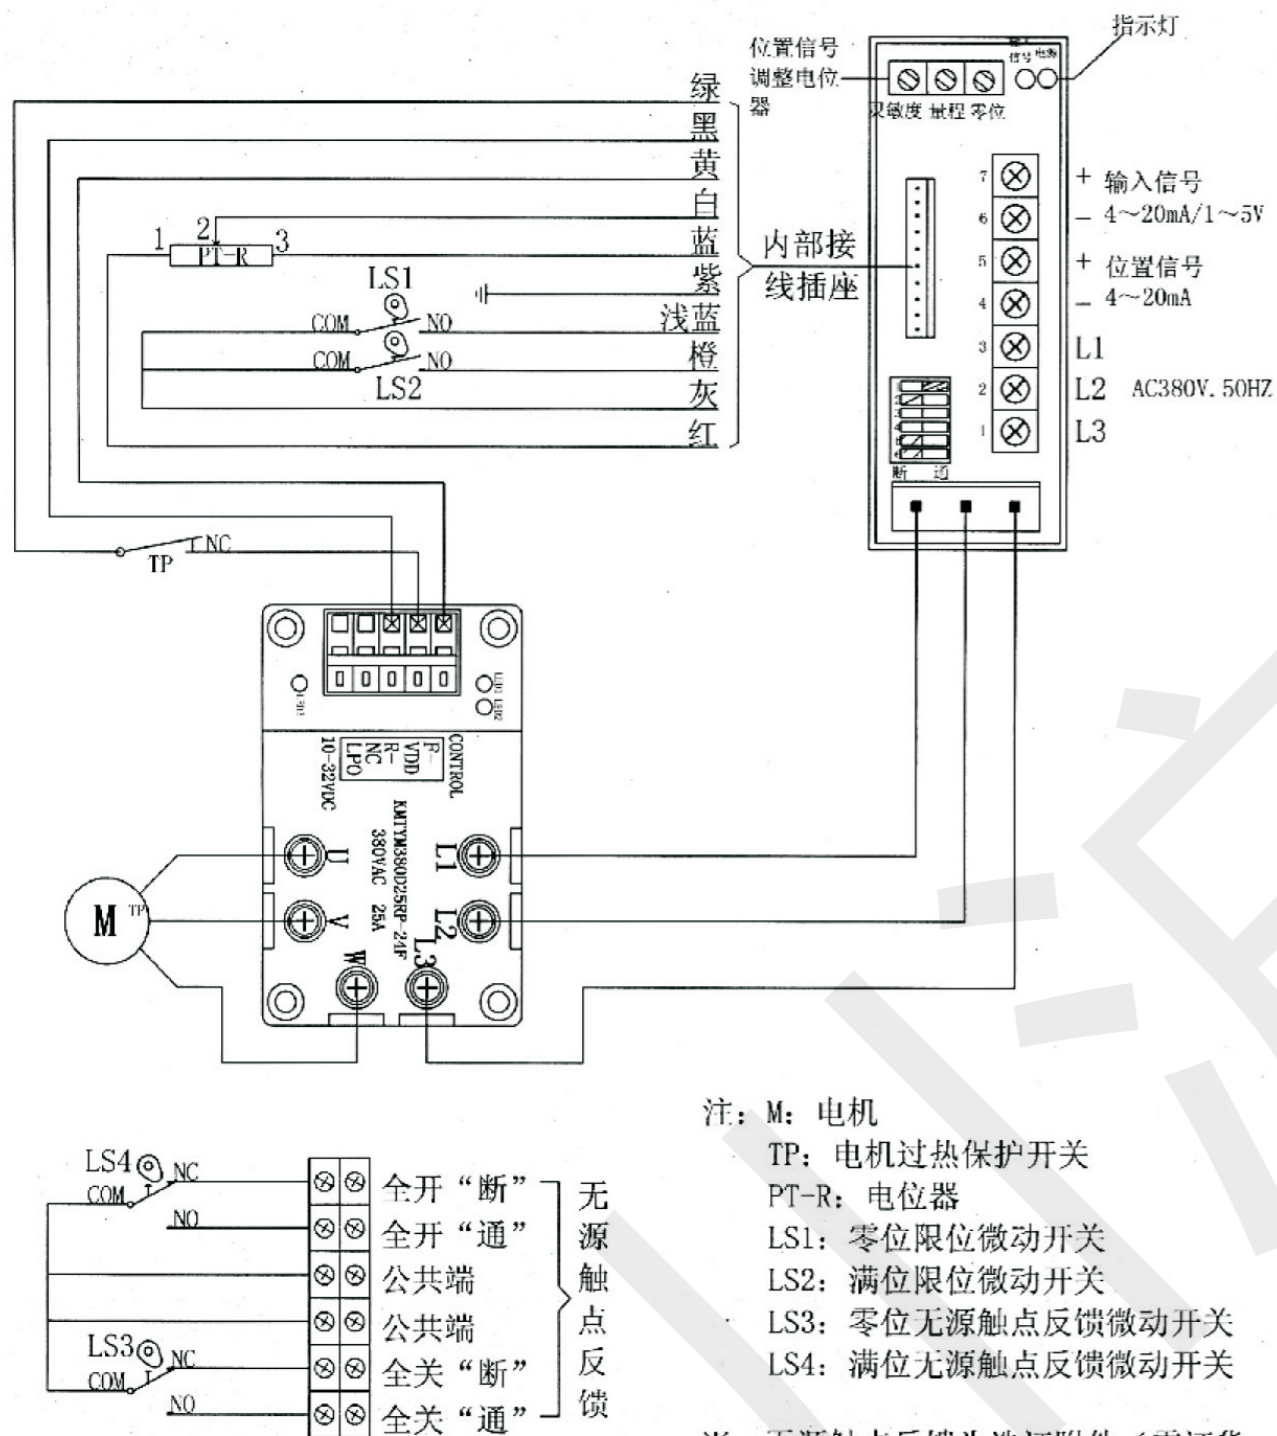 指示灯
位置信号
调整电位
器
信号 电源
灵敏度 量程 零位
绿
黑
黄
白
蓝
紫
浅蓝
橙
灰
红
1 2 3
PT-R
LS1
COM NO
COM NO
LS2
内部接
线插座
7 + 输入信号
6 - 4～20mA/1～5V
5 + 位置信号
4 - 4～20mA
3 L1
2 L2 AC380V.50HZ
1 L3
断 通
NC
TP
LED1 LED2
CONTROL
F-
VDD
R-
NC
LPO
10-32VDC
KMTYM380D25RP-24F
380VAC 25A
U
V
W
L1
L2
L3
M TP
LS4 NC
COM
NO
全开“断”
全开“通”
公共端
公共端
LS3 NC
COM
NO
全关“断”
全关“通”
无源触点反馈
注：M：电机
TP：电机过热保护开关
PT-R：电位器
LS1：零位限位微动开关
LS2：满位限位微动开关
LS3：零位无源触点反馈微动开关
LS4：满位无源触点反馈微动开关